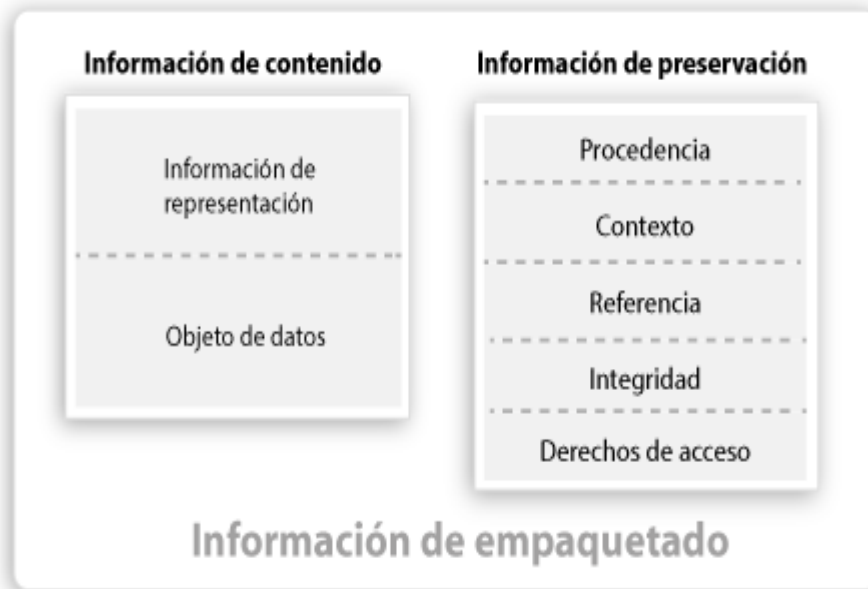 Información de contenido
Información de
representación
Objeto de datos
Información de preservación
Procedencia
Contexto
Referencia
Integridad
Derechos de acceso
Información de empaquetado